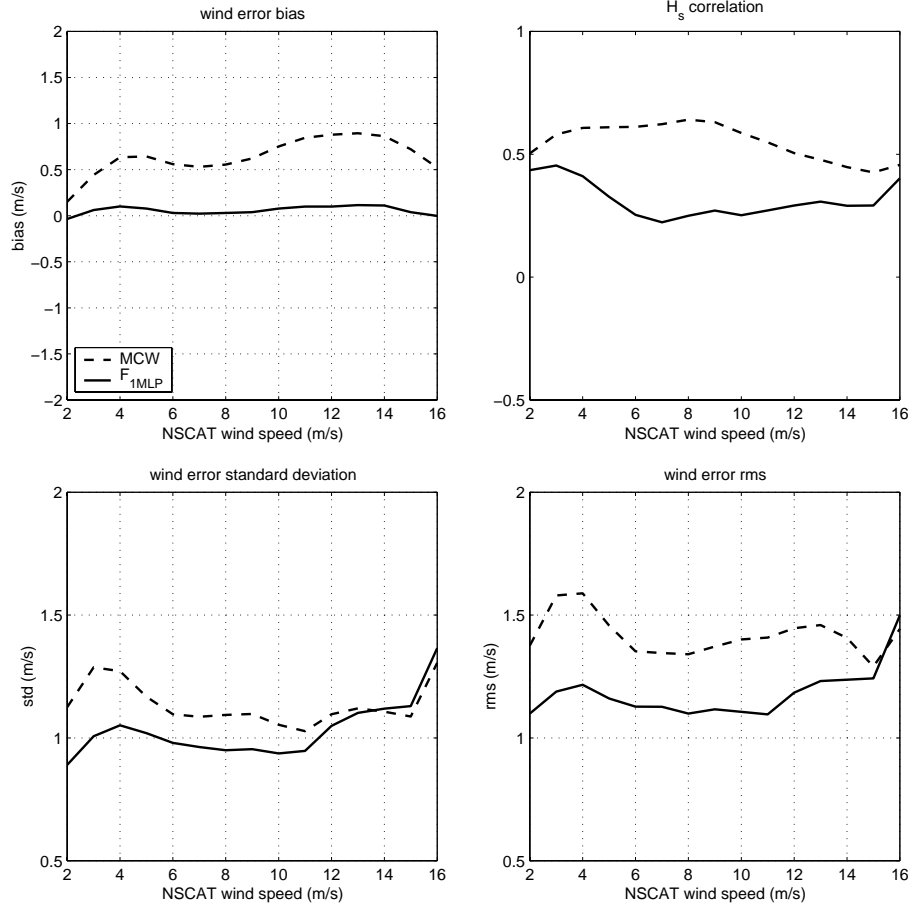 wind error bias
2
1.5
1
0.5
0
−0.5
−1
−1.5
−2
bias (m/s)
MCW
F1MLP
2 4 6 8 10 12 14 16
NSCAT wind speed (m/s)
Hs correlation
1
0.5
0
−0.5
2 4 6 8 10 12 14 16
NSCAT wind speed (m/s)
wind error standard deviation
2
1.5
1
0.5
std (m/s)
2 4 6 8 10 12 14 16
NSCAT wind speed (m/s)
wind error rms
2
1.5
1
0.5
rms (m/s)
2 4 6 8 10 12 14 16
NSCAT wind speed (m/s)